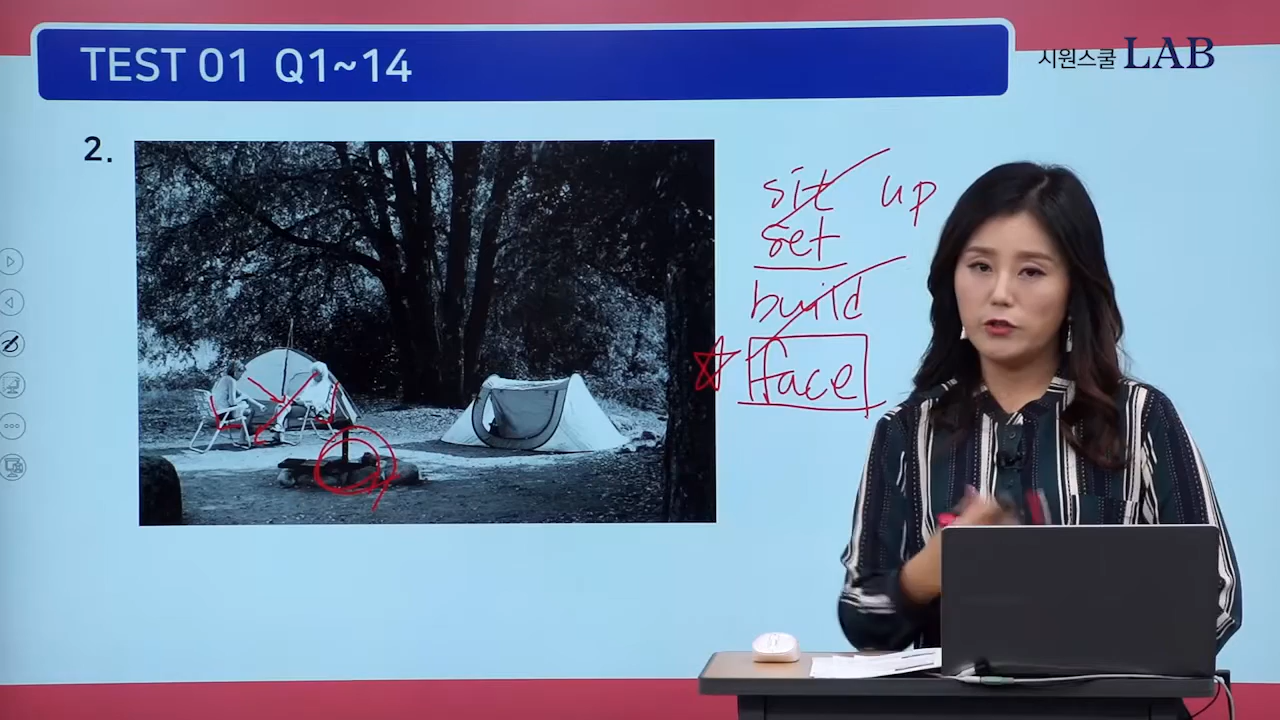 TEST 01 Q1~14
시원스쿨 LAB
2.
sit up
set
build
face